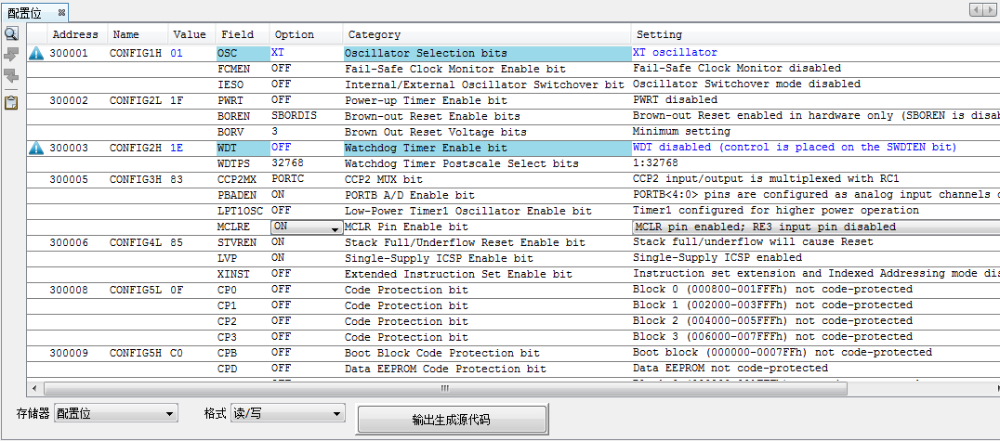 配置位
Address Name Value Field Option Category Setting
300001 CONFIG1H 01 OSC XT Oscillator Selection bits XT oscillator
FCMEN OFF Fail-Safe Clock Monitor Enable bit Fail-Safe Clock Monitor disabled
IESO OFF Internal/External Oscillator Switchover bit Oscillator Switchover mode disabled
300002 CONFIG2L 1F PWRT OFF Power-up Timer Enable bit PWRT disabled
BOREN SBORDIS Brown-out Reset Enable bits Brown-out Reset enabled in hardware only (SBOREN is disa
BORV 3 Brown Out Reset Voltage bits Minimum setting
300003 CONFIG2H 1E WDT OFF Watchdog Timer Enable bit WDT disabled (control is placed on the SWDTEN bit)
WDTPS 32768 Watchdog Timer Postscale Select bits 1:32768
300005 CONFIG3H 83 CCP2MX PORTC CCP2 MUX bit CCP2 input/output is multiplexed with RC1
PBADEN ON PORTB A/D Enable bit PORTB<4:0> pins are configured as analog input channels o
LPT1OSC OFF Low-Power Timer1 Oscillator Enable bit Timer1 configured for higher power operation
MCLRE ON MCLR Pin Enable bit MCLR pin enabled; RE3 input pin disabled
300006 CONFIG4L 85 STVREN ON Stack Full/Underflow Reset Enable bit Stack full/underflow will cause Reset
LVP ON Single-Supply ICSP Enable bit Single-Supply ICSP enabled
XINST OFF Extended Instruction Set Enable bit Instruction set extension and Indexed Addressing mode dis
300008 CONFIG5L 0F CP0 OFF Code Protection bit Block 0 (000800-001FFFh) not code-protected
CP1 OFF Code Protection bit Block 1 (002000-003FFFh) not code-protected
CP2 OFF Code Protection bit Block 2 (004000-005FFFh) not code-protected
CP3 OFF Code Protection bit Block 3 (006000-007FFFh) not code-protected
300009 CONFIG5H C0 CPB OFF Boot Block Code Protection bit Boot block (000000-0007FFh) not code-protected
CPD OFF Data EEPROM Code Protection bit Data EEPROM not code-protected
存储器 配置位 格式 读/写 输出生成源代码